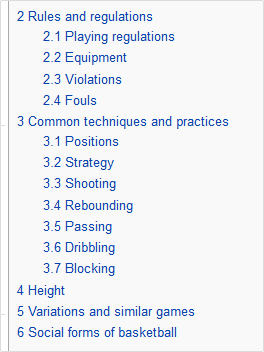 2 Rules and regulations
2.1 Playing regulations
2.2 Equipment
2.3 Violations
2.4 Fouls
3 Common techniques and practices
3.1 Positions
3.2 Strategy
3.3 Shooting
3.4 Rebounding
3.5 Passing
3.6 Dribbling
3.7 Blocking
4 Height
5 Variations and similar games
6 Social forms of basketball